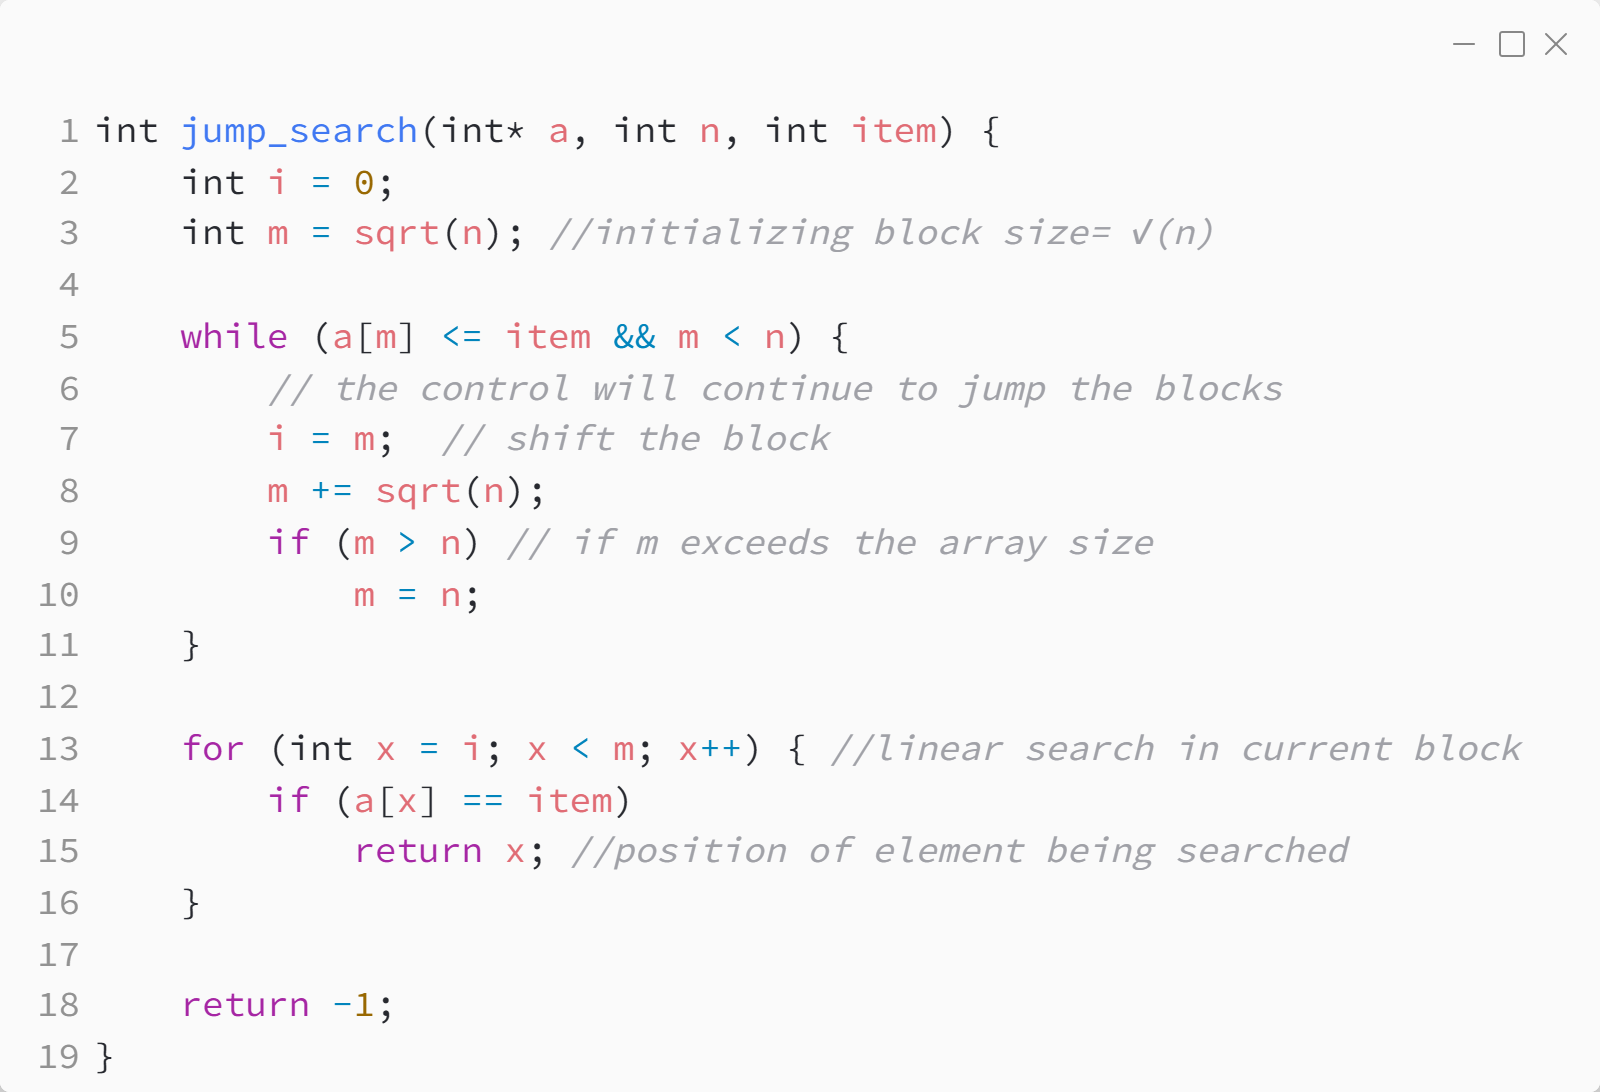 1 int jump_search(int* a, int n, int item) {
2     int i = 0;
3     int m = sqrt(n); //initializing block size= √(n)
4
5     while (a[m] <= item && m < n) {
6         // the control will continue to jump the blocks
7         i = m;  // shift the block
8         m += sqrt(n);
9         if (m > n) // if m exceeds the array size
10             m = n;
11     }
12
13     for (int x = i; x < m; x++) { //linear search in current block
14         if (a[x] == item)
15             return x; //position of element being searched
16     }
17
18     return -1;
19 }